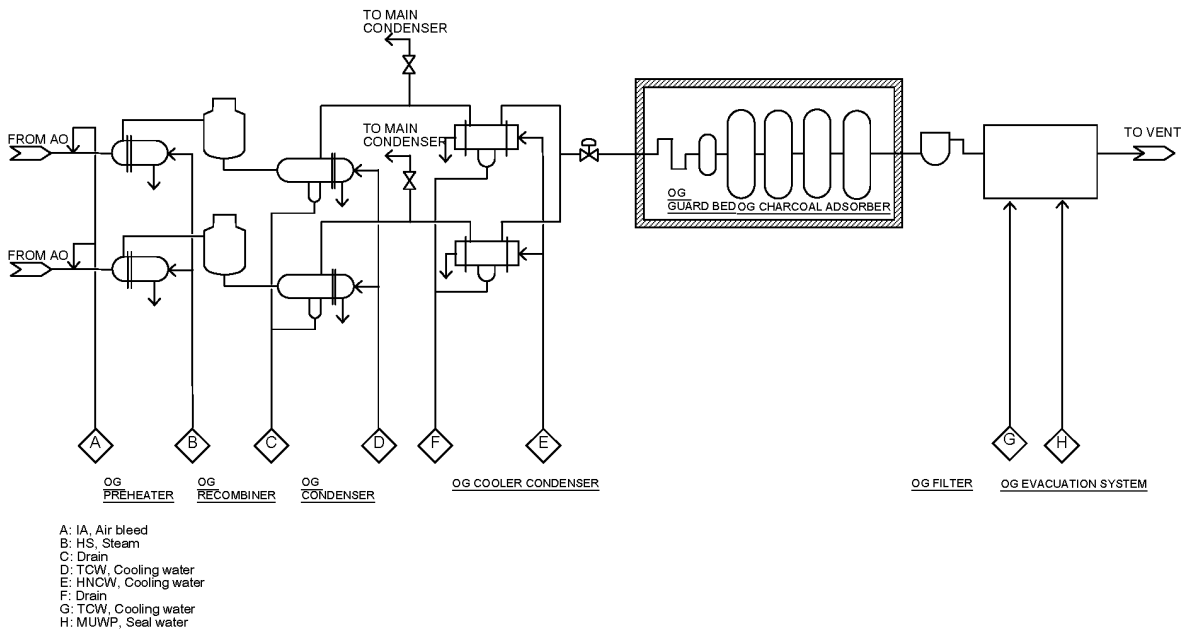 TO MAIN
CONDENSER
FROM AO
TO MAIN
CONDENSER
TO VENT
OG
GUARD BED
OG CHARCOAL ADSORBER
FROM AO
A
B
C
D
F
E
G
H
OG
PREHEATER
OG
RECOMBINER
OG
CONDENSER
OG COOLER CONDENSER
OG FILTER
OG EVACUATION SYSTEM
A: IA, Air bleed
B: HS, Steam
C: Drain
D: TCW, Cooling water
E: HNCW, Cooling water
F: Drain
G: TCW, Cooling water
H: MUWP, Seal water